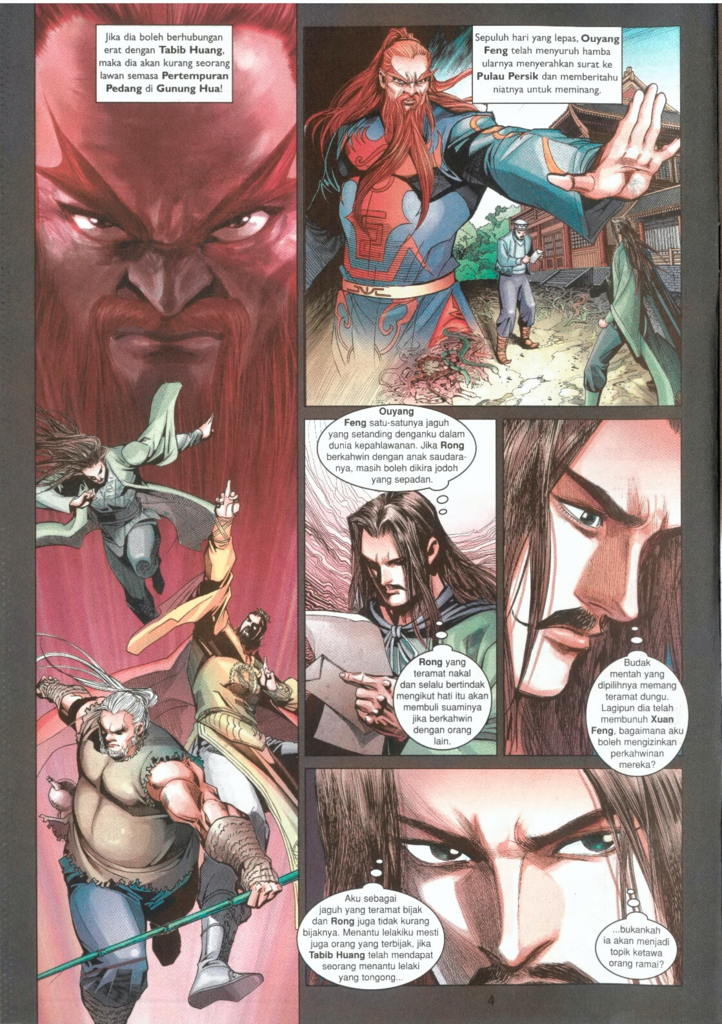 Jika dia boleh berhubungan
erat dengan Tabib Huang,
maka dia akan kurang seorang
lawan semasa Pertempuran
Pedang di Gunung Hua!
Sepuluh hari yang lepas, Ouyang
Feng telah menyuruh hamba
ularnya menyerahkan surat ke
Pulau Persik dan memberitahu
niatnya untuk meminang.
Ouyang
Feng satu-satunya jaguh
yang setanding denganku dalam
dunia kepahlawanan. Jika Rong
berkahwin dengan anak saudara-
nya, masih boleh dikira jodoh
yang sepadan.
Rong yang
teramat nakal
dan selalu bertindak
mengikut hati itu akan
membuli suaminya
jika berkahwin
dengan orang
lain.
Budak
mentah yang
dipilihnya memang
teramat dungu.
Lagipun dia telah
membunuh Xuan
Feng, bagaimana aku
boleh mengizinkan
perkahwinan
mereka?
Aku sebagai
jaguh yang teramat bijak
dan Rong juga tidak kurang
bijaknya. Menantu lelakiku mesti
juga orang yang terbijak, jika
Tabib Huang telah mendapat
seorang menantu lelaki
yang tongong...
...bukankah
ia akan menjadi
topik ketawa
orang ramai?
4